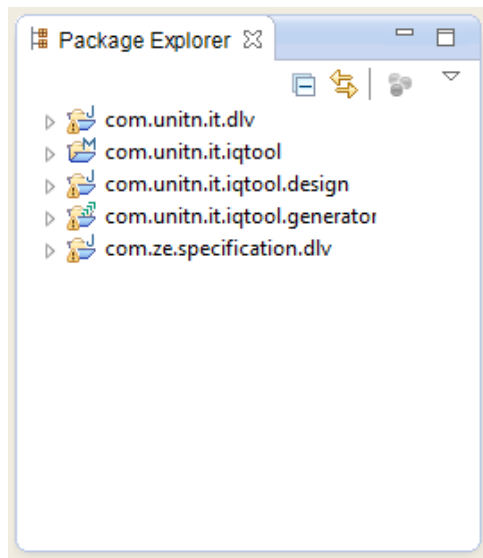 Package Explorer
com.unitn.it.dlv
com.unitn.it.iqtool
com.unitn.it.iqtool.design
com.unitn.it.iqtool.generator
com.ze.specification.dlv